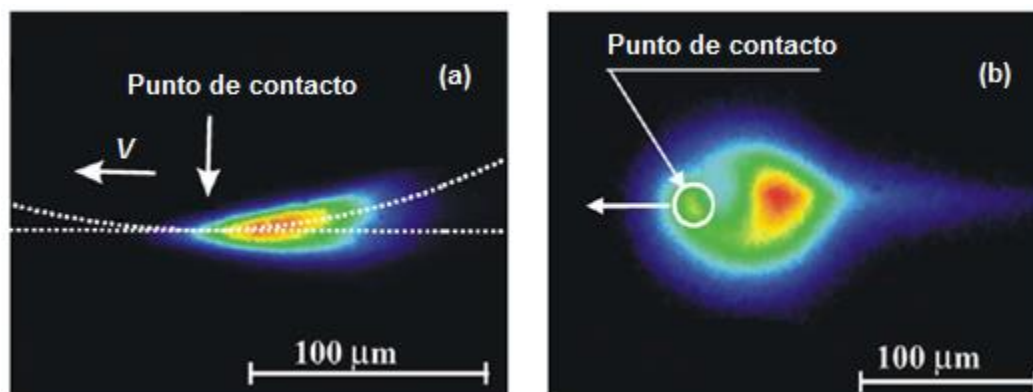 Punto de contacto
(a)
V
100 μm
Punto de contacto
(b)
100 μm